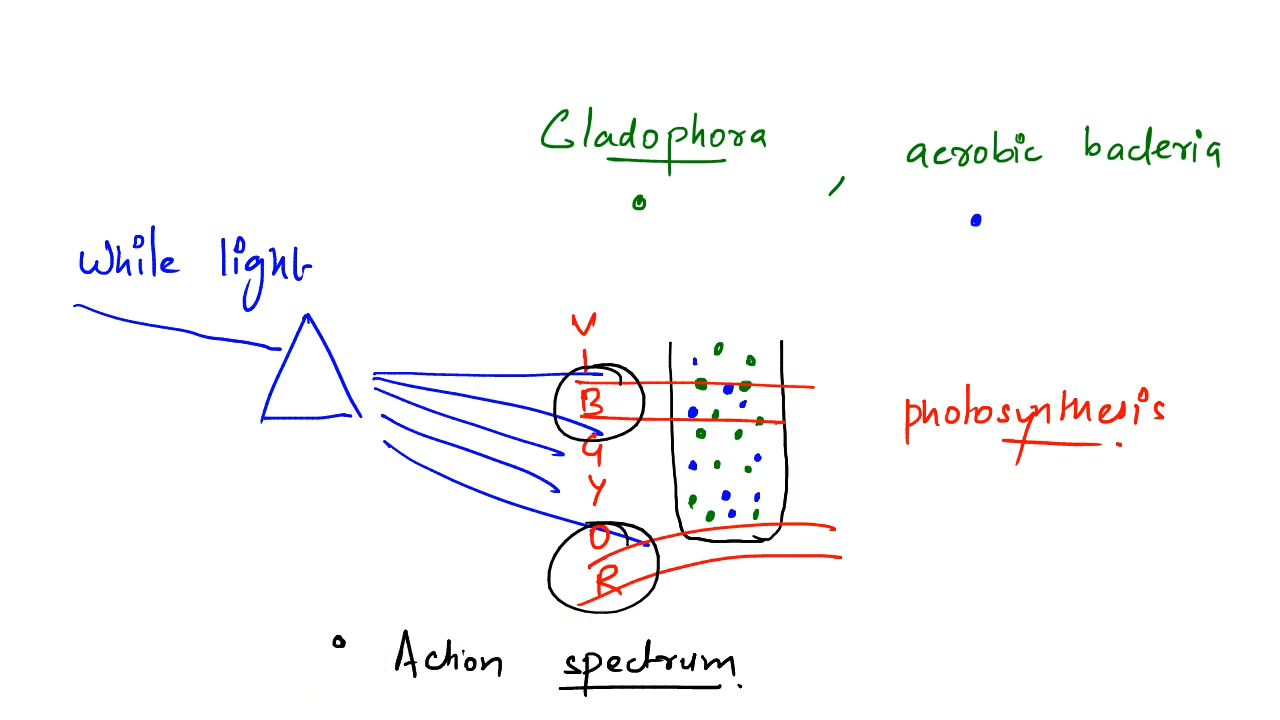 Cladophora , aerobic bacteria
White light
V
I
B
G
Y
O
R
photosynthesis.
• Action spectrum.